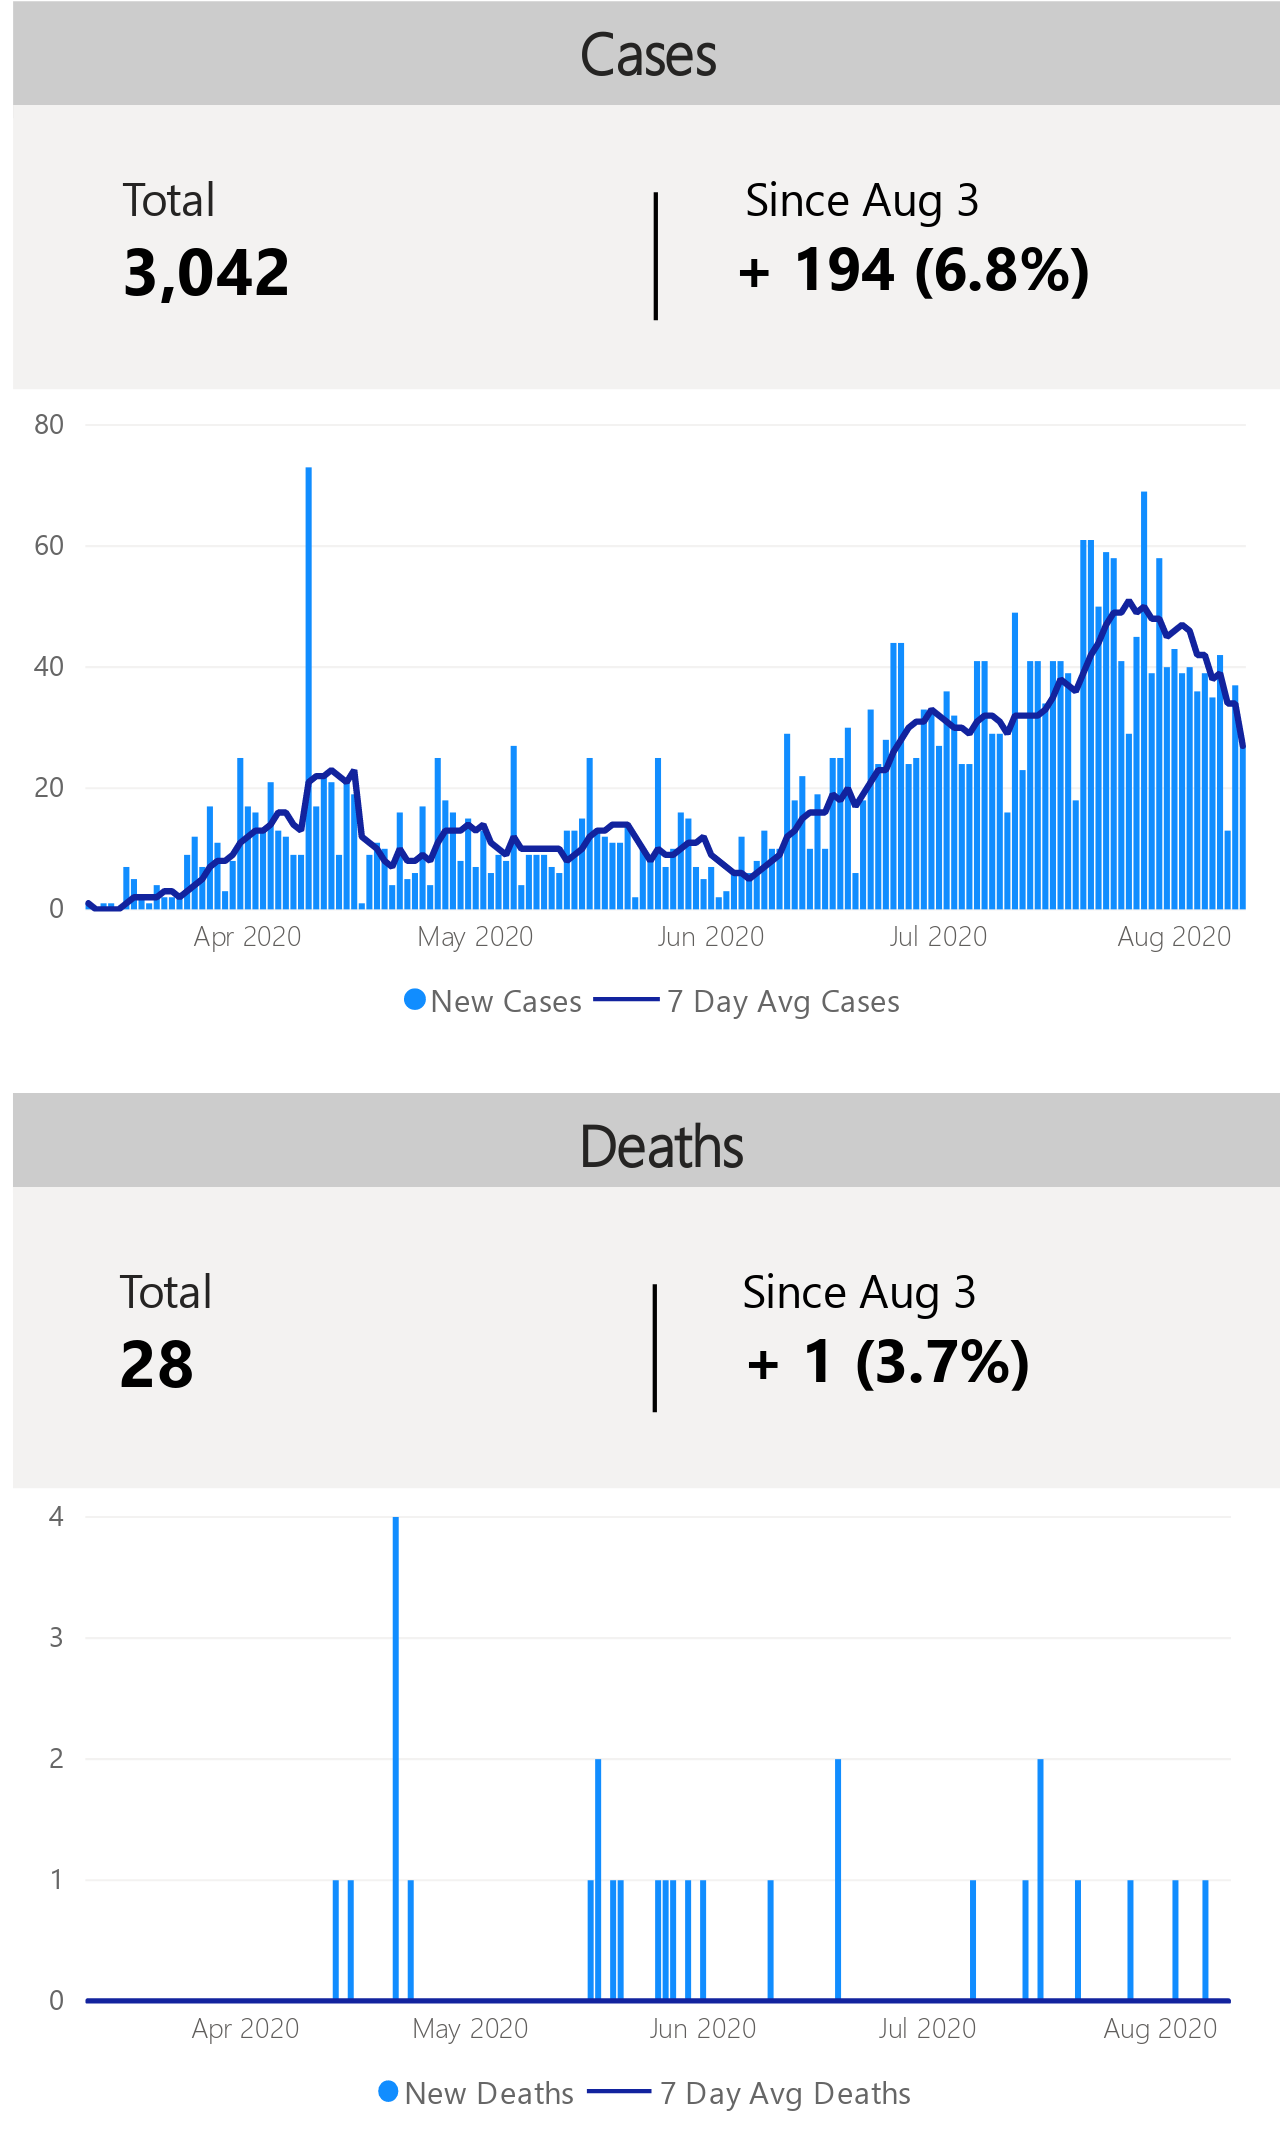 Cases
Total
Since Aug 3
3,042
+ 194 (6.8%)
80
60
40
20
0
Apr 2020
May 2020
Jun 2020
Jul 2020
Aug 2020
New Cases
7 Day Avg Cases
Deaths
Total
Since Aug 3
28
+ 1 (3.7%)
4
3
2
1
0
Apr 2020
May 2020
Jun 2020
Jul 2020
Aug 2020
New Deaths
7 Day Avg Deaths